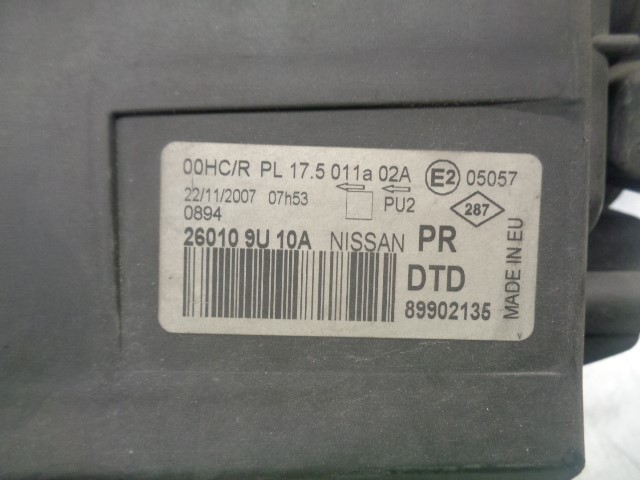 00HC/R PL 17.5 011a 02A E2 05057
22/11/2007 07h53 PU2 287
0894
26010 9U 10A NISSAN PR
DTD
89902135
MADE IN EU